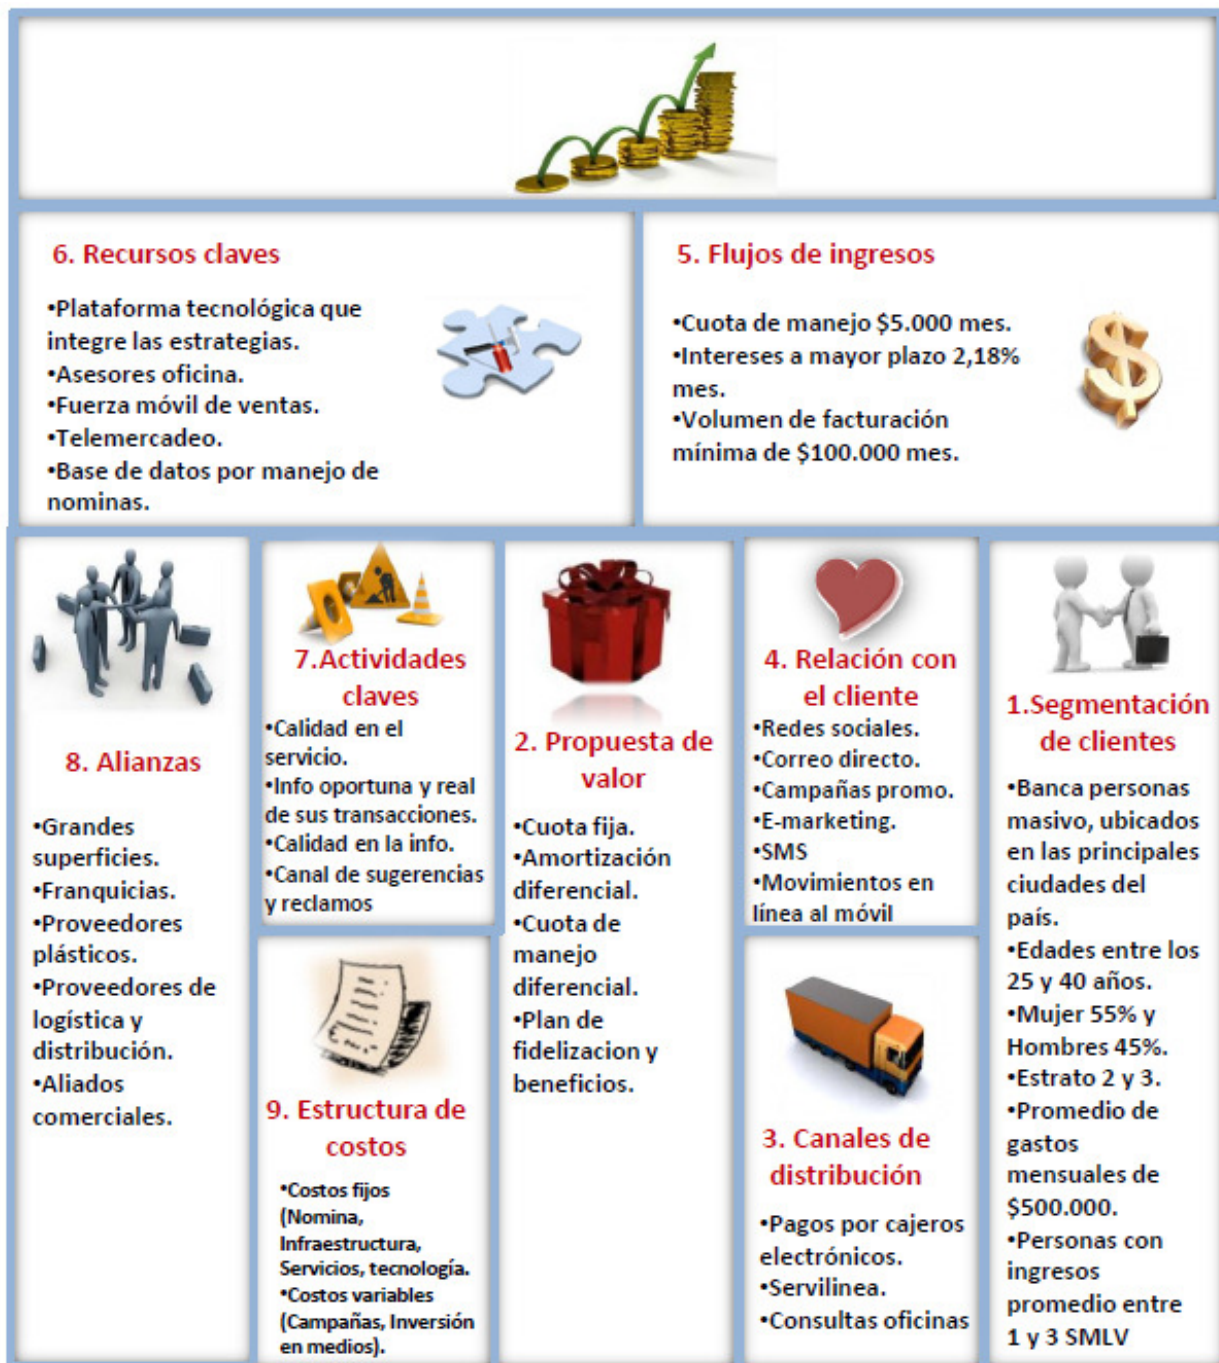 6. Recursos claves
•Plataforma tecnológica que
integre las estrategias.
•Asesores oficina.
•Fuerza móvil de ventas.
•Telemercadeo.
•Base de datos por manejo de
nominas.
5. Flujos de ingresos
•Cuota de manejo $5.000 mes.
•Intereses a mayor plazo 2,18%
mes.
•Volumen de facturación
mínima de $100.000 mes.
8. Alianzas
•Grandes
superficies.
•Franquicias.
•Proveedores
plásticos.
•Proveedores de
logística y
distribución.
•Aliados
comerciales.
7.Actividades
claves
•Calidad en el
servicio.
•Info oportuna y real
de sus transacciones.
•Calidad en la info.
•Canal de sugerencias
y reclamos
9. Estructura de
costos
•Costos fijos
(Nomina,
Infraestructura,
Servicios, tecnología.
•Costos variables
(Campañas, Inversión
en medios).
2. Propuesta de
valor
•Cuota fija.
•Amortización
diferencial.
•Cuota de
manejo
diferencial.
•Plan de
fidelizacion y
beneficios.
4. Relación con
el cliente
•Redes sociales.
•Correo directo.
•Campañas promo.
•E-marketing.
•SMS
•Movimientos en
línea al móvil
3. Canales de
distribución
•Pagos por cajeros
electrónicos.
•Servilinea.
•Consultas oficinas
1.Segmentación
de clientes
•Banca personas
masivo, ubicados
en las principales
ciudades del
país.
•Edades entre los
25 y 40 años.
•Mujer 55% y
Hombres 45%.
•Estrato 2 y 3.
•Promedio de
gastos
mensuales de
$500.000.
•Personas con
ingresos
promedio entre
1 y 3 SMLV